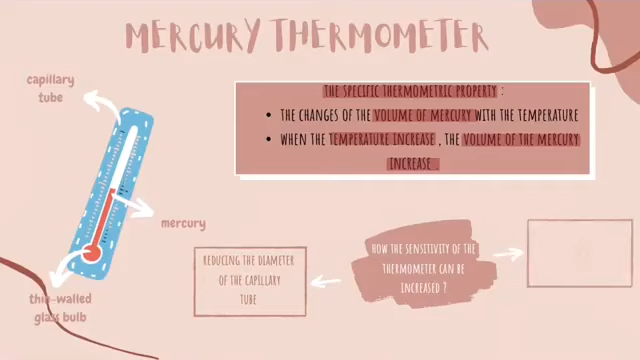 MERCURY THERMOMETER
capillary
tube
THE SPECIFIC THERMOMETRIC PROPERTY :
• THE CHANGES OF THE VOLUME OF MERCURY WITH THE TEMPERATURE
• WHEN THE TEMPERATURE INCREASE , THE VOLUME OF THE MERCURY
INCREASE .
mercury
thin-walled
glass bulb
REDUCING THE DIAMETER
OF THE CAPILLARY
TUBE
HOW THE SENSITIVITY OF THE
THERMOMETER CAN BE
INCREASED ?